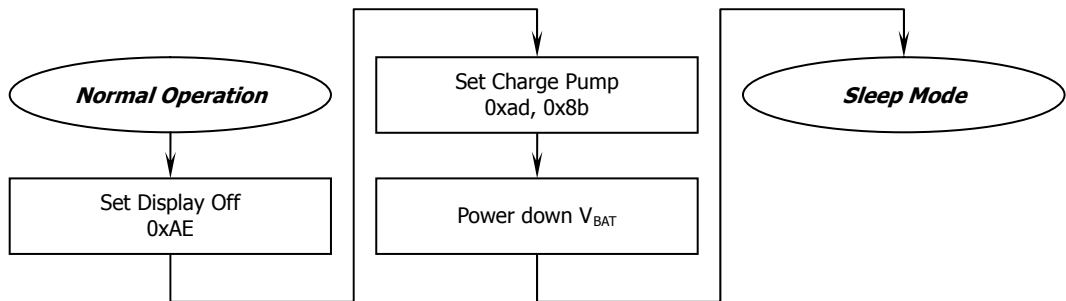 Normal Operation
Set Display Off
0xAE
Set Charge Pump
0xad, 0x8b
Power down VBAT
Sleep Mode